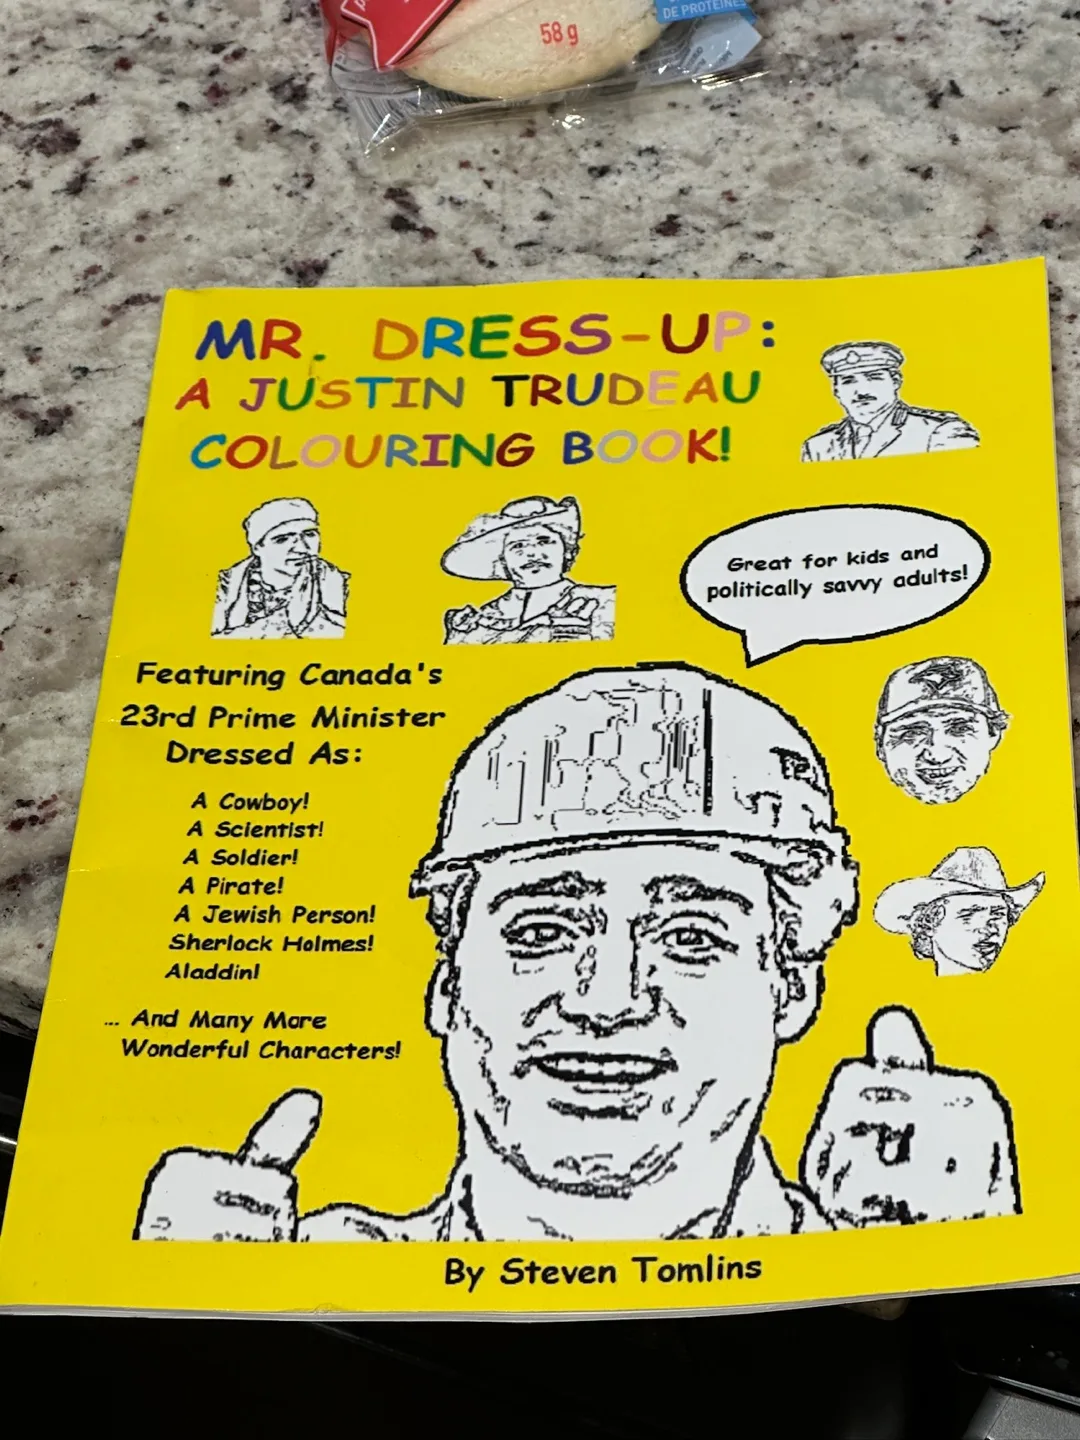 58 g
DE PROTÉINES
MR. DRESS-UP:
A JUSTIN TRUDEAU
COLOURING BOOK!
Great for kids and
politically savvy adults!
Featuring Canada's
23rd Prime Minister
Dressed As:
A Cowboy!
A Scientist!
A Soldier!
A Pirate!
A Jewish Person!
Sherlock Holmes!
Aladdin!
... And Many More
Wonderful Characters!
By Steven Tomlins